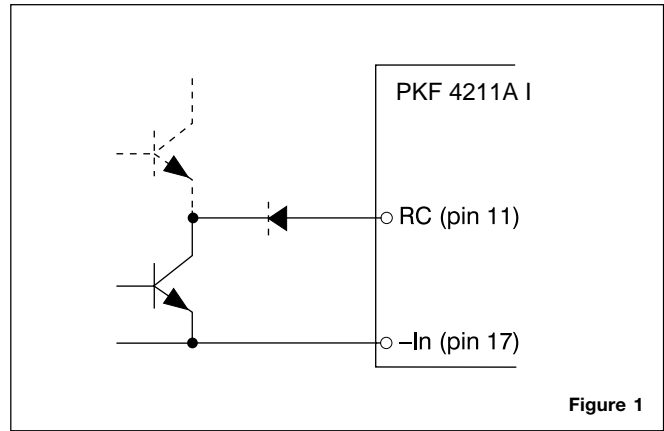 PKF 4211A I
RC (pin 11)
–In (pin 17)
Figure 1